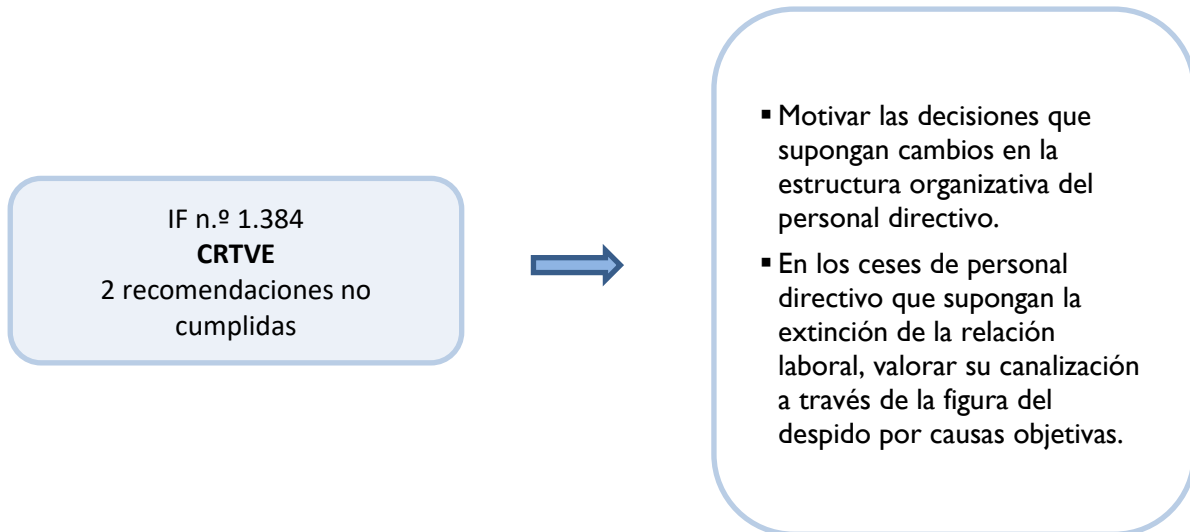 IF n.º 1.384
CRTVE
2 recomendaciones no
cumplidas
▪ Motivar las decisiones que
supongan cambios en la
estructura organizativa del
personal directivo.
▪ En los ceses de personal
directivo que supongan la
extinción de la relación
laboral, valorar su canalización
a través de la figura del
despido por causas objetivas.